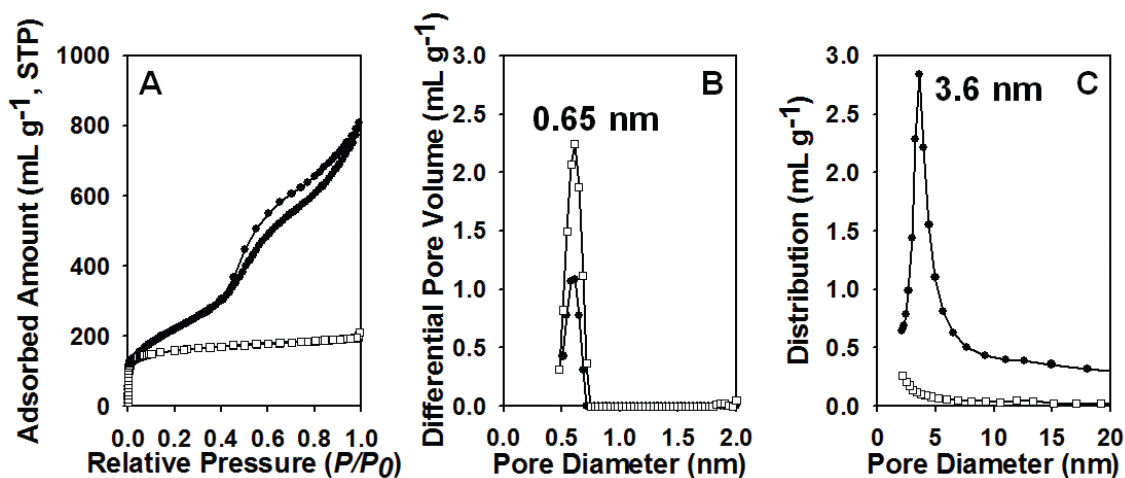 A
Adsorbed Amount (mL g-1, STP)
1000
800
600
400
200
0
0.0 0.2 0.4 0.6 0.8 1.0
Relative Pressure (P/P0)
B
0.65 nm
Differential Pore Volume (mL g-1)
3.0
2.5
2.0
1.5
1.0
0.5
0.0
0.0 0.5 1.0 1.5 2.0
Pore Diameter (nm)
C
3.6 nm
Distribution (mL g-1)
3.0
2.5
2.0
1.5
1.0
0.5
0.0
0 5 10 15 20
Pore Diameter (nm)